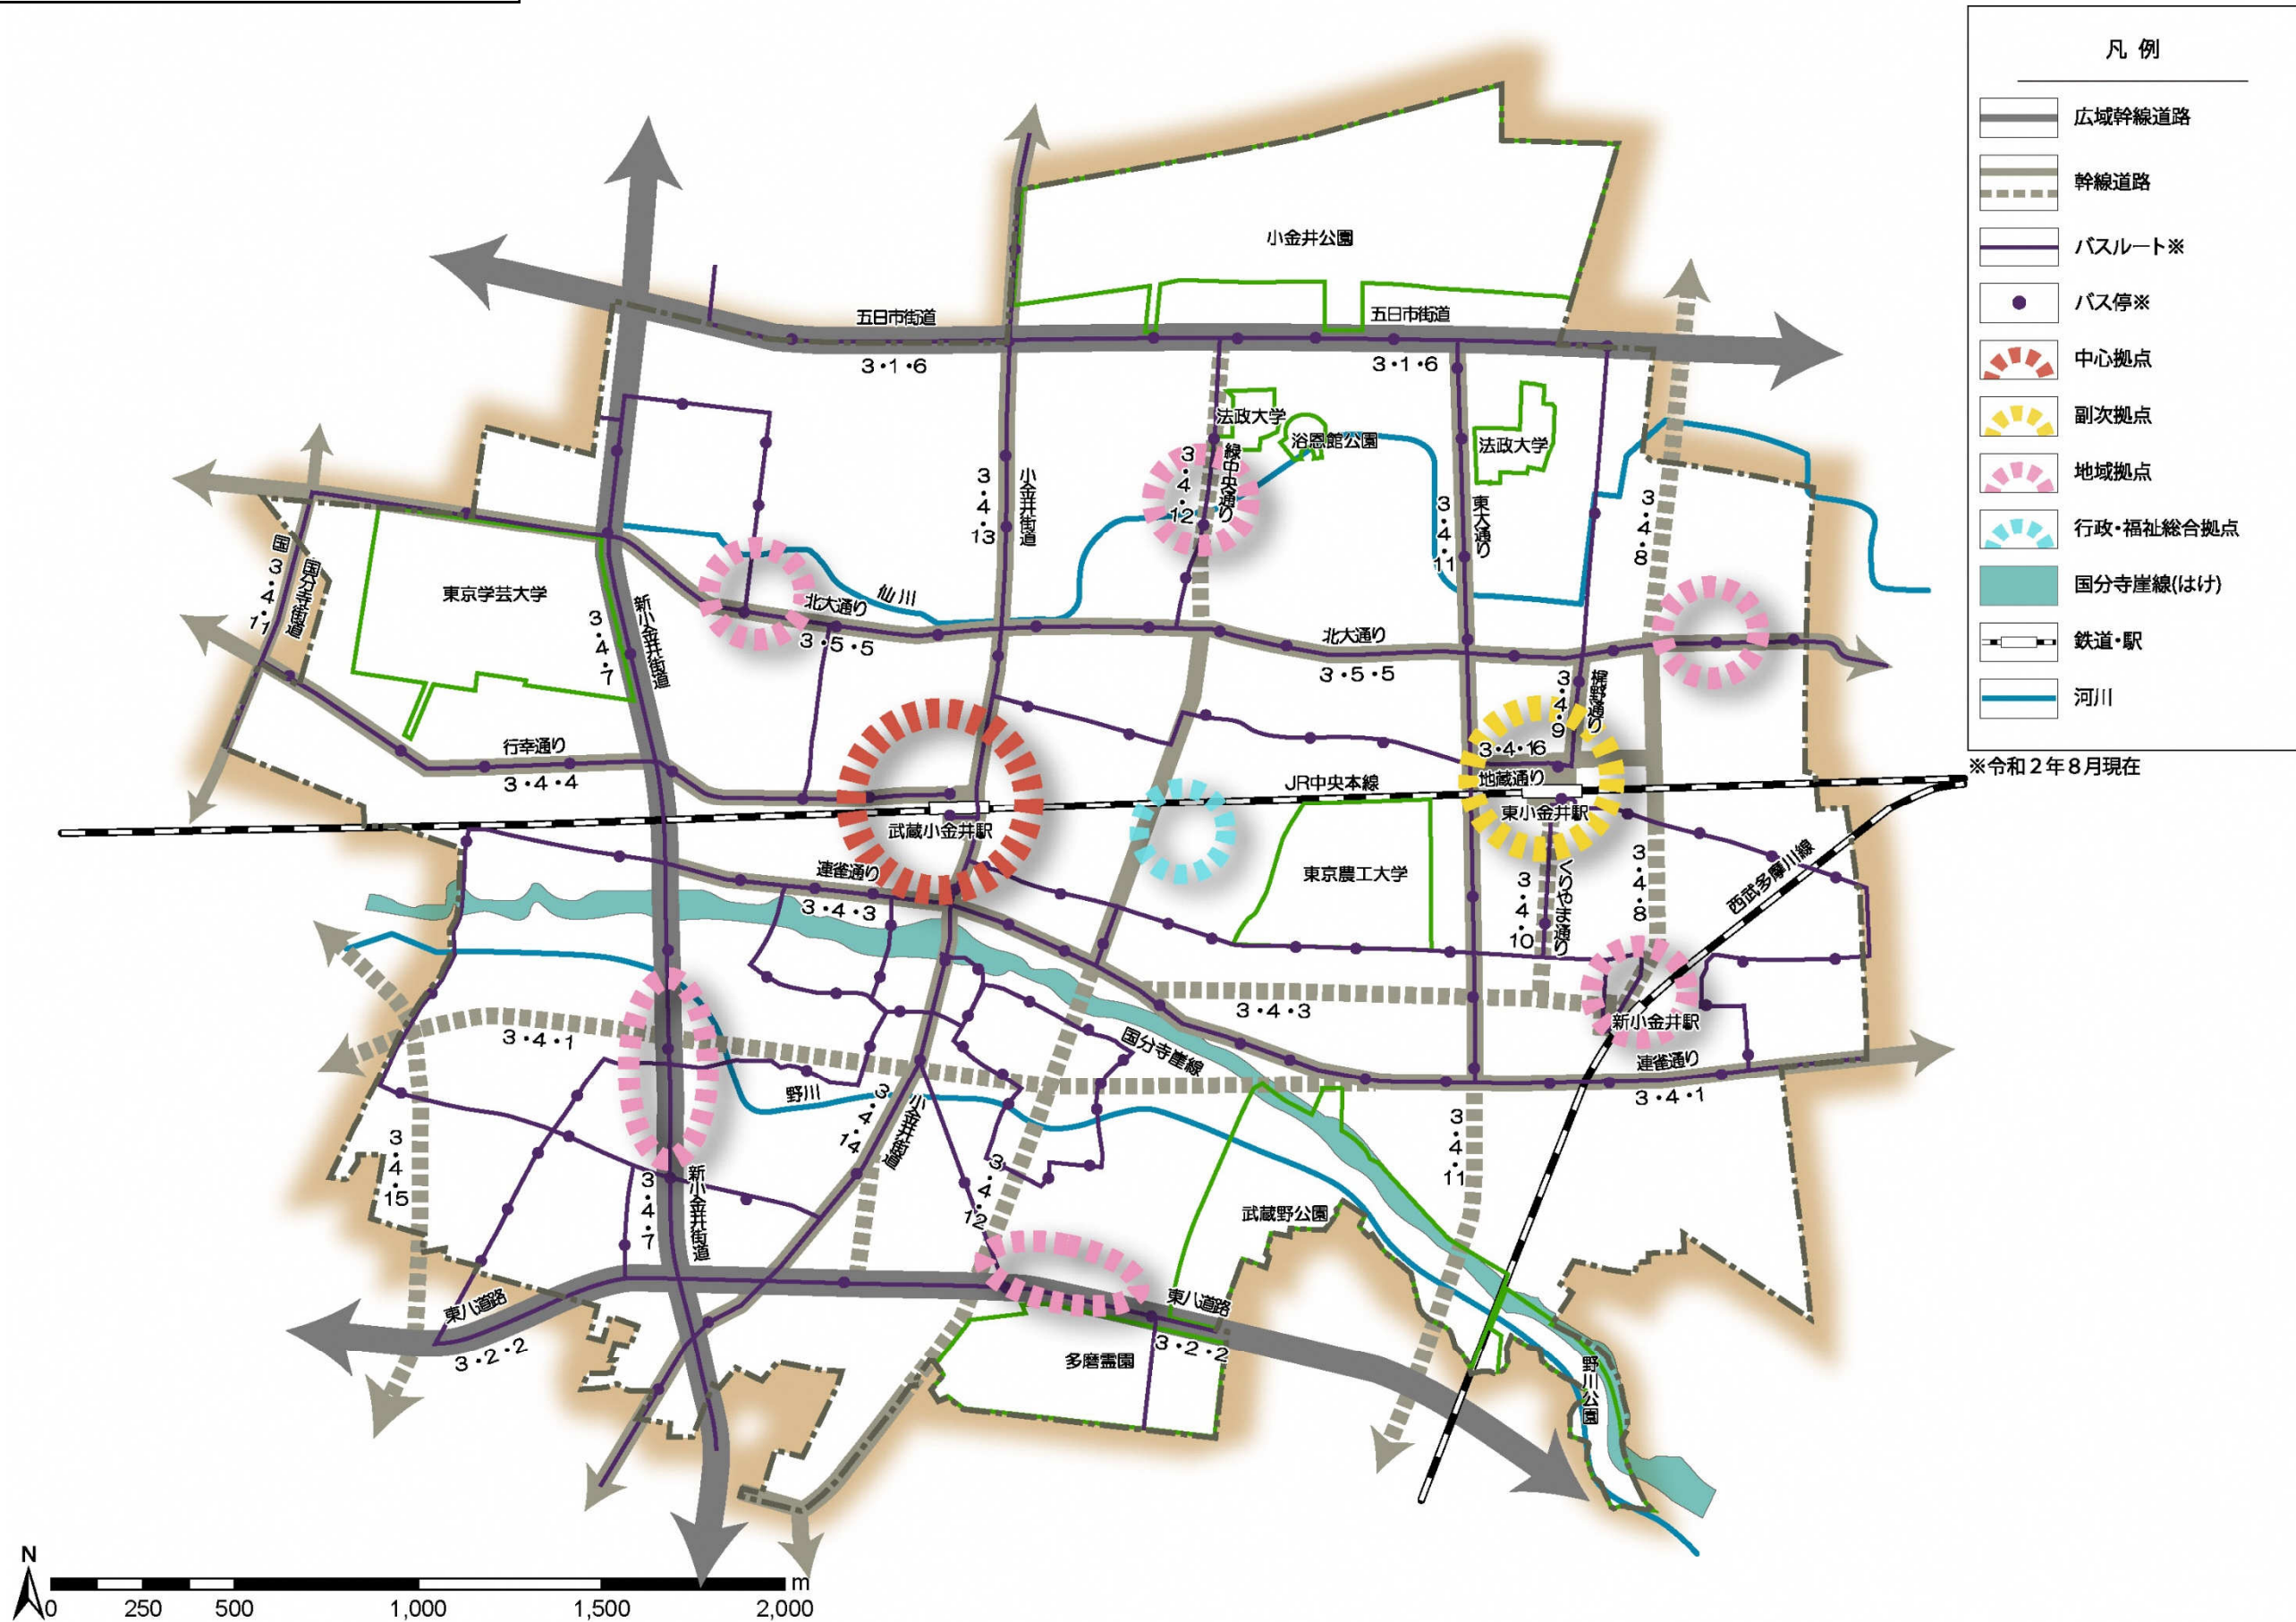 凡 例
広域幹線道路
幹線道路
バスルート※
バス停※
中心拠点
副次拠点
地域拠点
行政・福祉総合拠点
国分寺崖線(はけ)
鉄道・駅
河川
※令和２年８月現在
小金井公園
五日市街道
五日市街道
3・1・6
3・1・6
法政大学
浴恩館公園
法政大学
緑中央通り
3・4・12
小金井街道
3・4・13
東大通り
3・4・11
3・4・8
国分寺街道
国3・4・11
東京学芸大学
新小金井街道
3・4・7
仙川
北大通り
3・5・5
北大通り
3・5・5
梶野通り
3・4・9
3・4・16
地蔵通り
行幸通り
3・4・4
JR中央本線
武蔵小金井駅
東小金井駅
連雀通り
3・4・3
東京農工大学
くりやま通り
3・4・10
3・4・8
西武多摩川線
3・4・3
新小金井駅
国分寺崖線
3・4・1
連雀通り
3・4・1
野川
小金井街道
3・4・14
3・4・15
3・4・11
3・4・12
新小金井街道
3・4・7
武蔵野公園
東八道路
3・2・2
東八道路
3・2・2
多磨霊園
野川公園
N
m
0
250
500
1,000
1,500
2,000